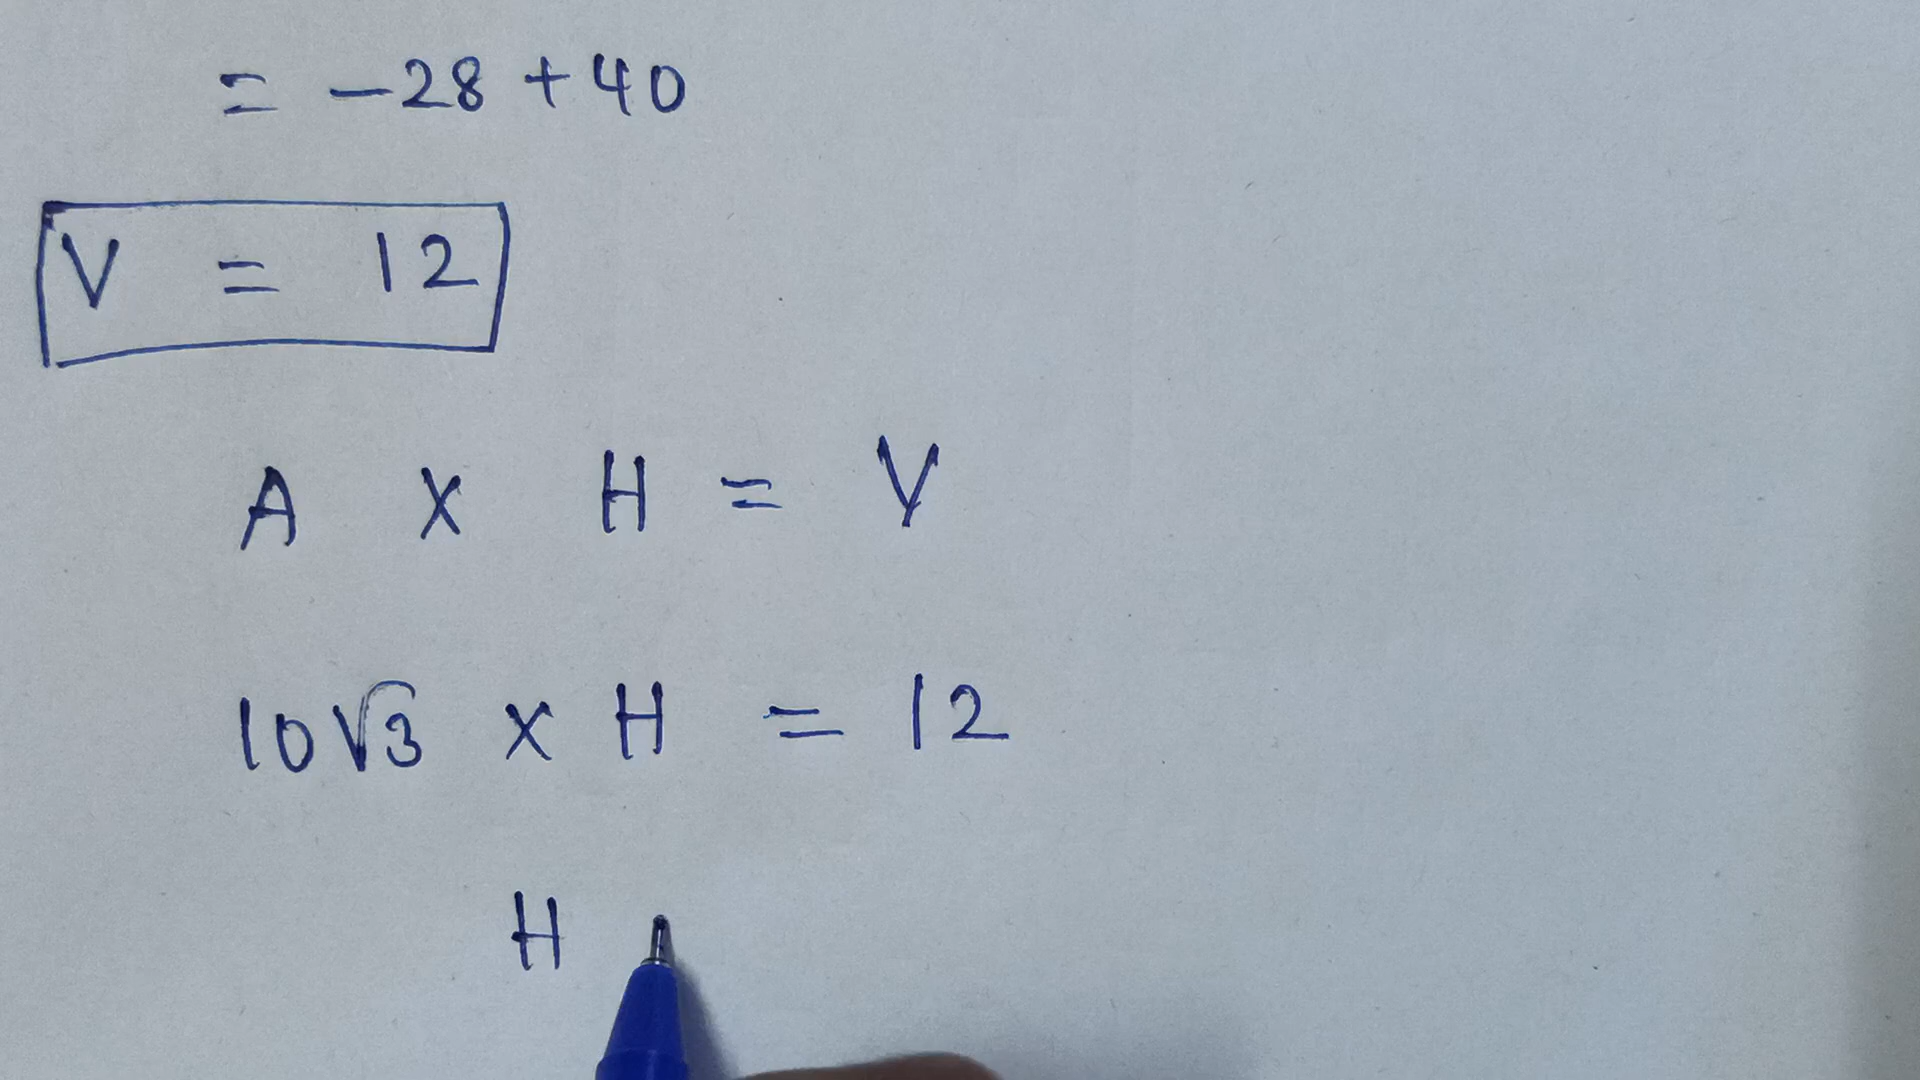 = -28 + 40
V = 12
A X H = V
10√3 x H = 12
H